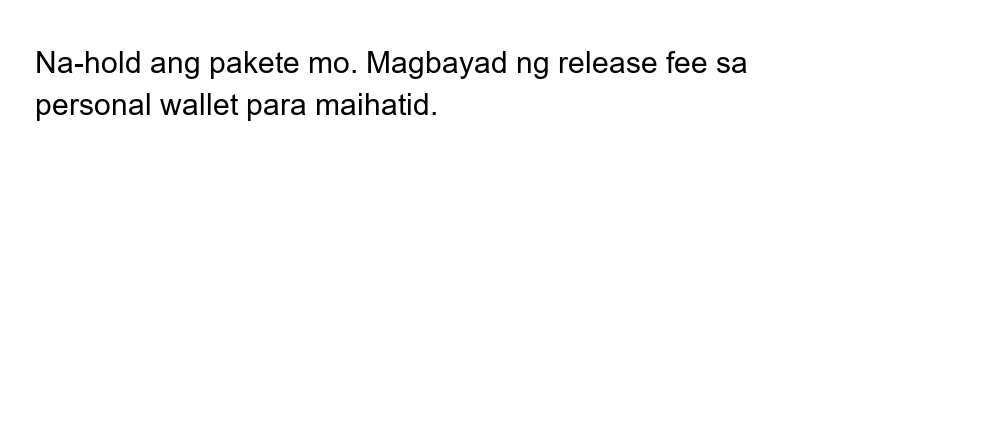 Na-hold ang pakete mo. Magbayad ng release fee sa
personal wallet para maihatid.